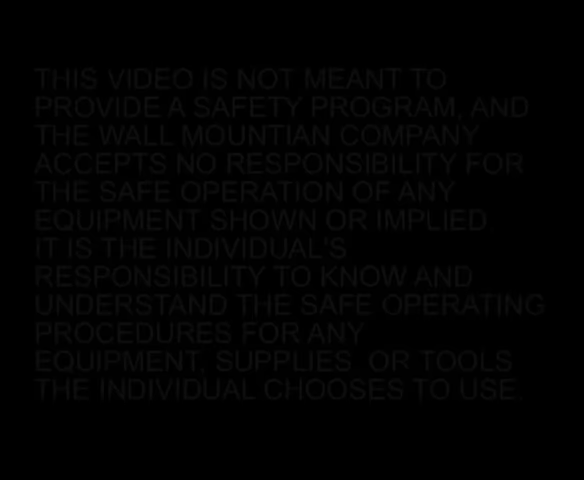 THIS VIDEO IS NOT MEANT TO
PROVIDE A SAFETY PROGRAM, AND
THE WALL MOUNTIAN COMPANY
ACCEPTS NO RESPONSIBILITY FOR
THE SAFE OPERATION OF ANY
EQUIPMENT SHOWN OR IMPLIED.
IT IS THE INDIVIDUAL'S
RESPONSIBILITY TO KNOW AND
UNDERSTAND THE SAFE OPERATING
PROCEDURES FOR ANY
EQUIPMENT, SUPPLIES, OR TOOLS
THE INDIVIDUAL CHOOSES TO USE.